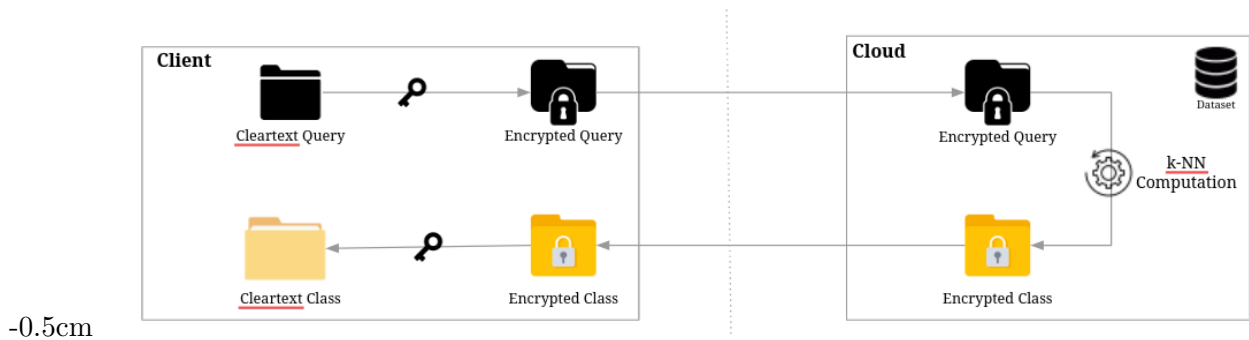 Client
Cloud
Dataset
Cleartext Query
Encrypted Query
Encrypted Query
k-NN
Computation
Cleartext Class
Encrypted Class
Encrypted Class
-0.5cm